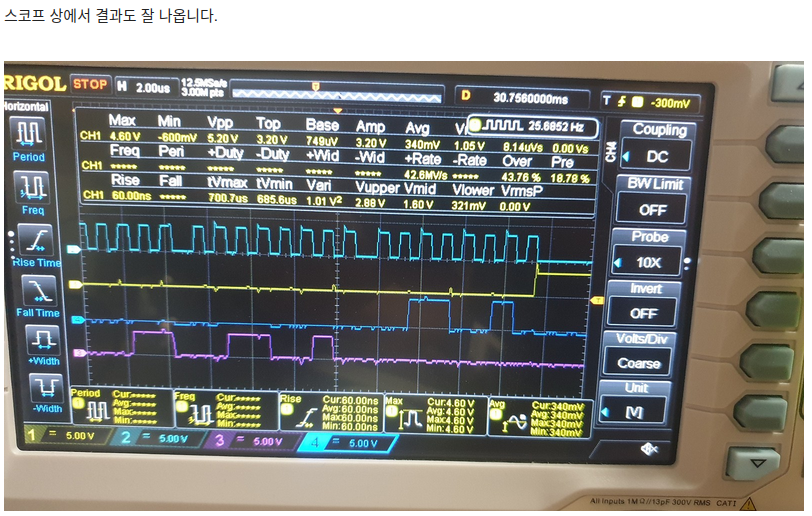 스코프 상에서 결과도 잘 나옵니다.
RIGOL STOP H 2.00us 12.5MSa/s 3.00M pts D 30.7560000ms T -300mV
Horizontal
Max Min Vpp Top Base Amp Avg 25.6652 Hz
CH1 4.60 V -600mV 5.20 V 3.20 V 749uV 3.20 V 340mV 1.05 V 8.14uVs 0.00 Vs
Freq Peri +Duty -Duty +Wid -Wid +Rate -Rate Over Pre
CH1 ***** ***** ***** ***** ***** ***** 42.6MV/s ***** 43.76 % 18.78 %
Rise Fall tVmax tVmin Vari Vupper Vmid Vlower VrmsP
CH1 60.00ns ***** 700.7us 685.6us 1.01 V² 2.88 V 1.60 V 321mV 0.00 V
Period
Freq
Rise Time
Fall Time
+Width
-Width
CH4
Coupling
DC
BW Limit
OFF
Probe
10X
Invert
OFF
Volts/Div
Coarse
Unit
[V]
Period Cur:***** Avg:***** Max:***** Min:*****
Freq Cur:***** Avg:***** Max:***** Min:*****
Rise Cur:60.00ns Avg:60.00ns Max:60.00ns Min:60.00ns
Max Cur:4.60 V Avg:4.60 V Max:4.60 V Min:4.60 V
Avg Cur:340mV Avg:340mV Max:340mV Min:340mV
1 = 5.00 V 2 = 5.00 V 3 = 5.00 V 4 = 5.00 V
All inputs 1MΩ//13pF 300V RMS CAT I